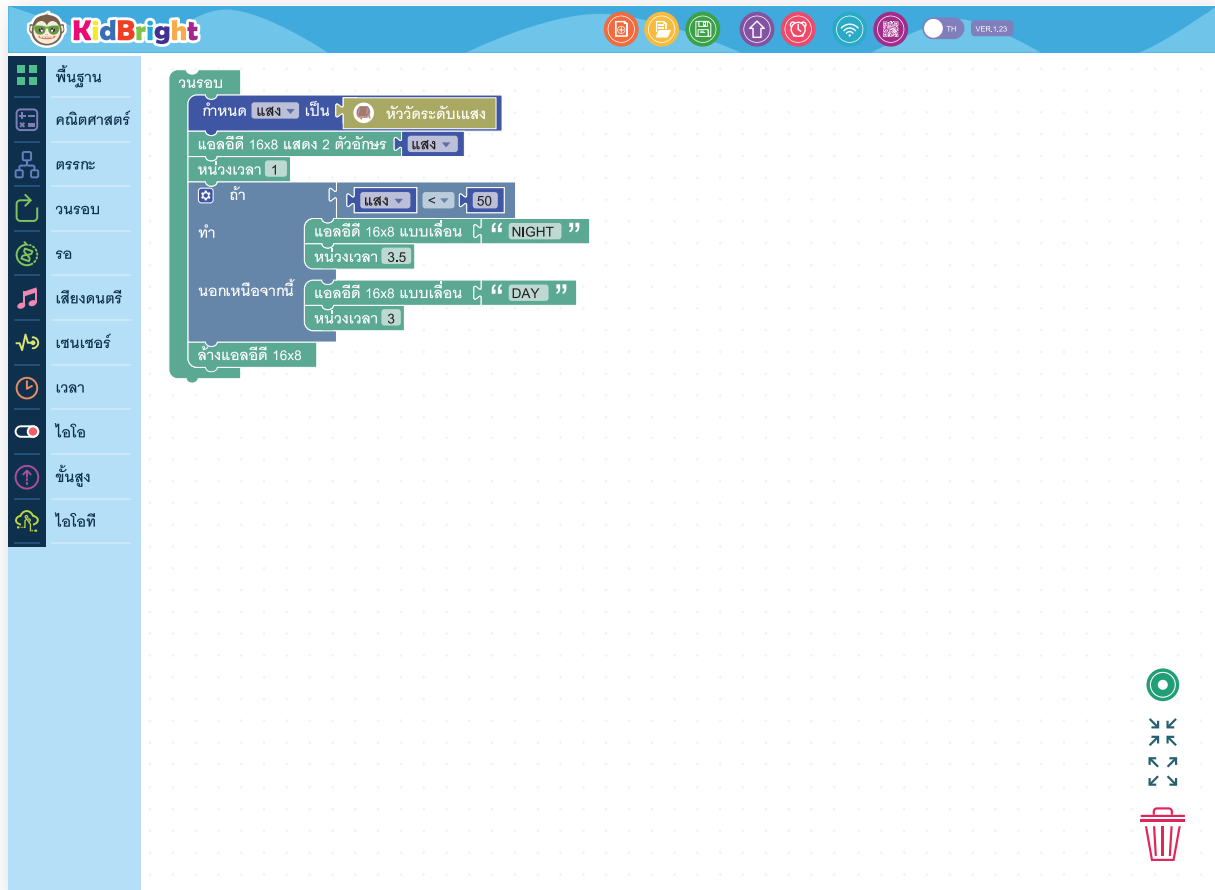 KidBright
TH
VER.1.23
พื้นฐาน
คณิตศาสตร์
ตรรกะ
วนรอบ
รอ
เสียงดนตรี
เซนเซอร์
เวลา
ไอโอ
ขั้นสูง
ไอโอที
วนรอบ
กำหนด แสง เป็น หัววัดระดับแสง
แอลอีดี 16x8 แสดง 2 ตัวอักษร แสง
หน่วงเวลา 1
ถ้า แสง < 50
ทำ แอลอีดี 16x8 แบบเลื่อน “ NIGHT ”
หน่วงเวลา 3.5
นอกเหนือจากนี้ แอลอีดี 16x8 แบบเลื่อน “ DAY ”
หน่วงเวลา 3
ล้างแอลอีดี 16x8